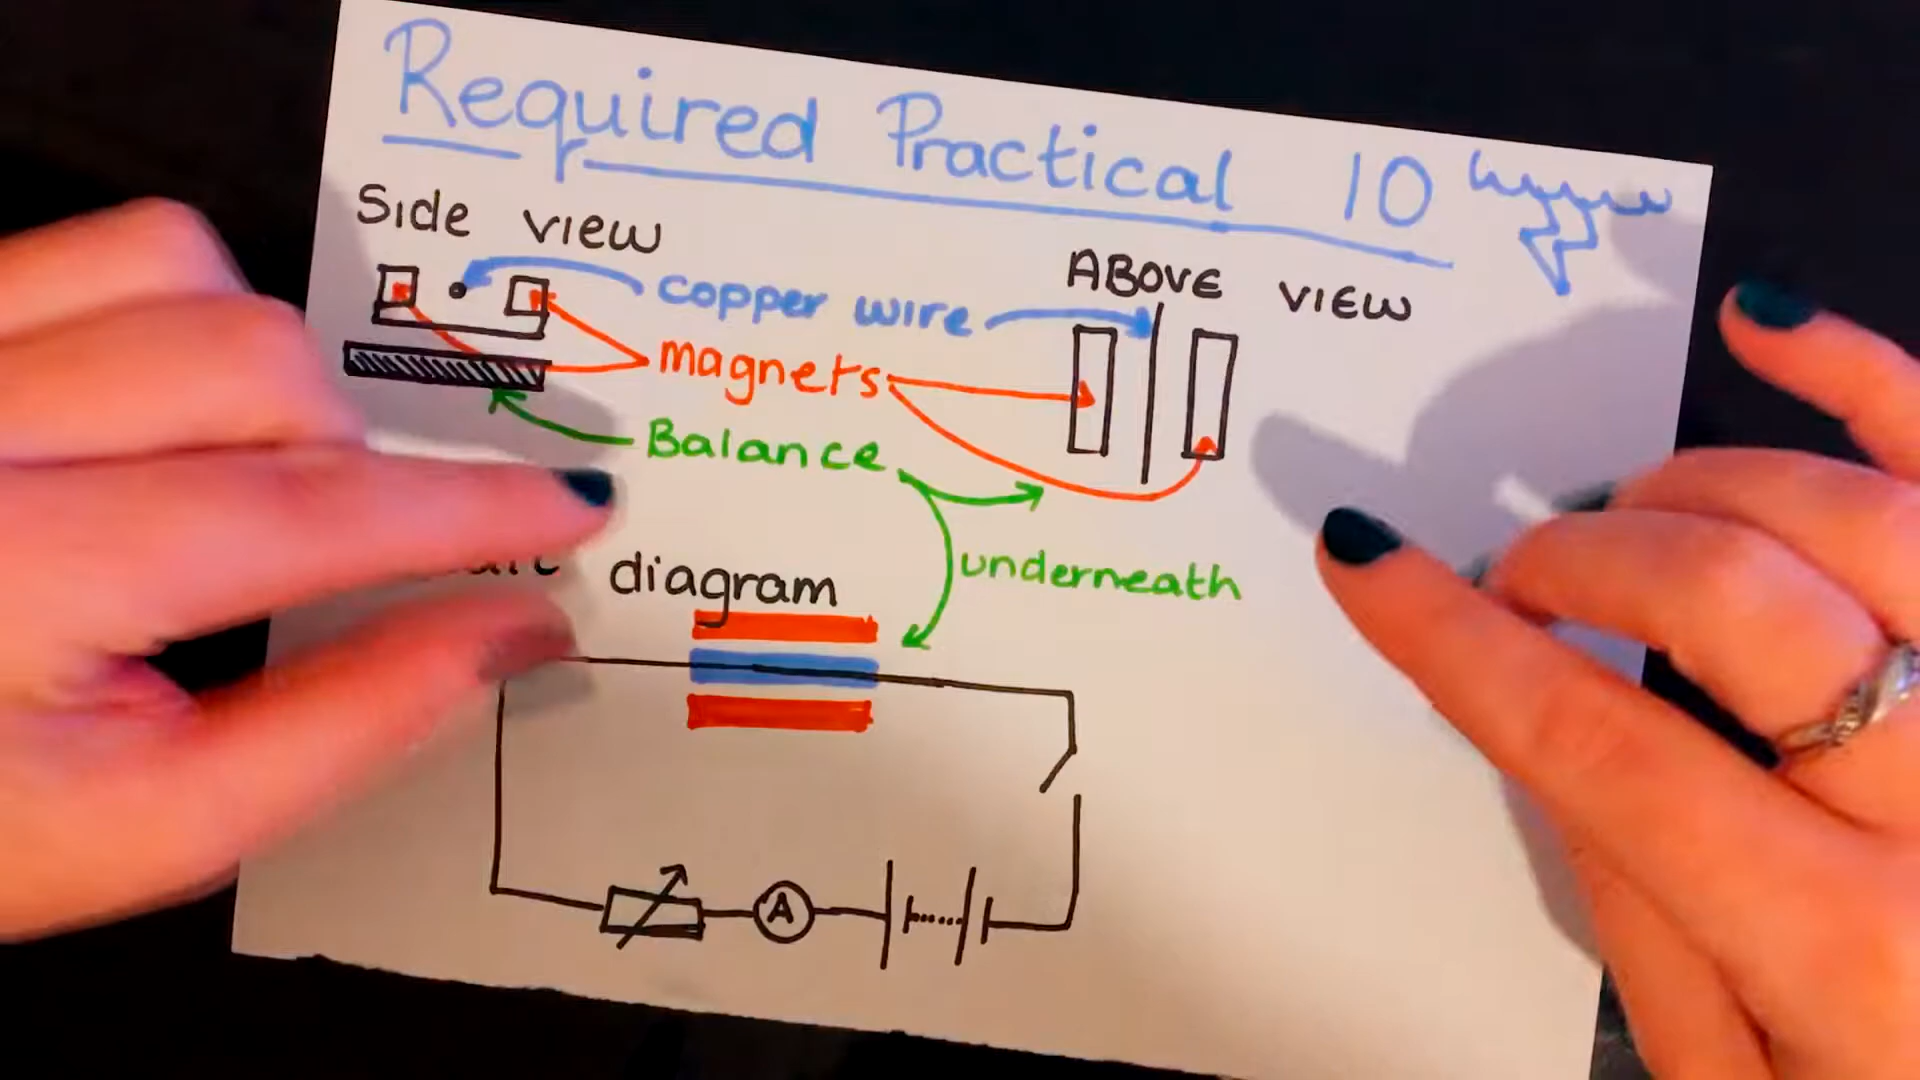 Required Practical 10
Side view
ABOVE VIEW
copper wire
magnets
Balance
underneath
diagram
A